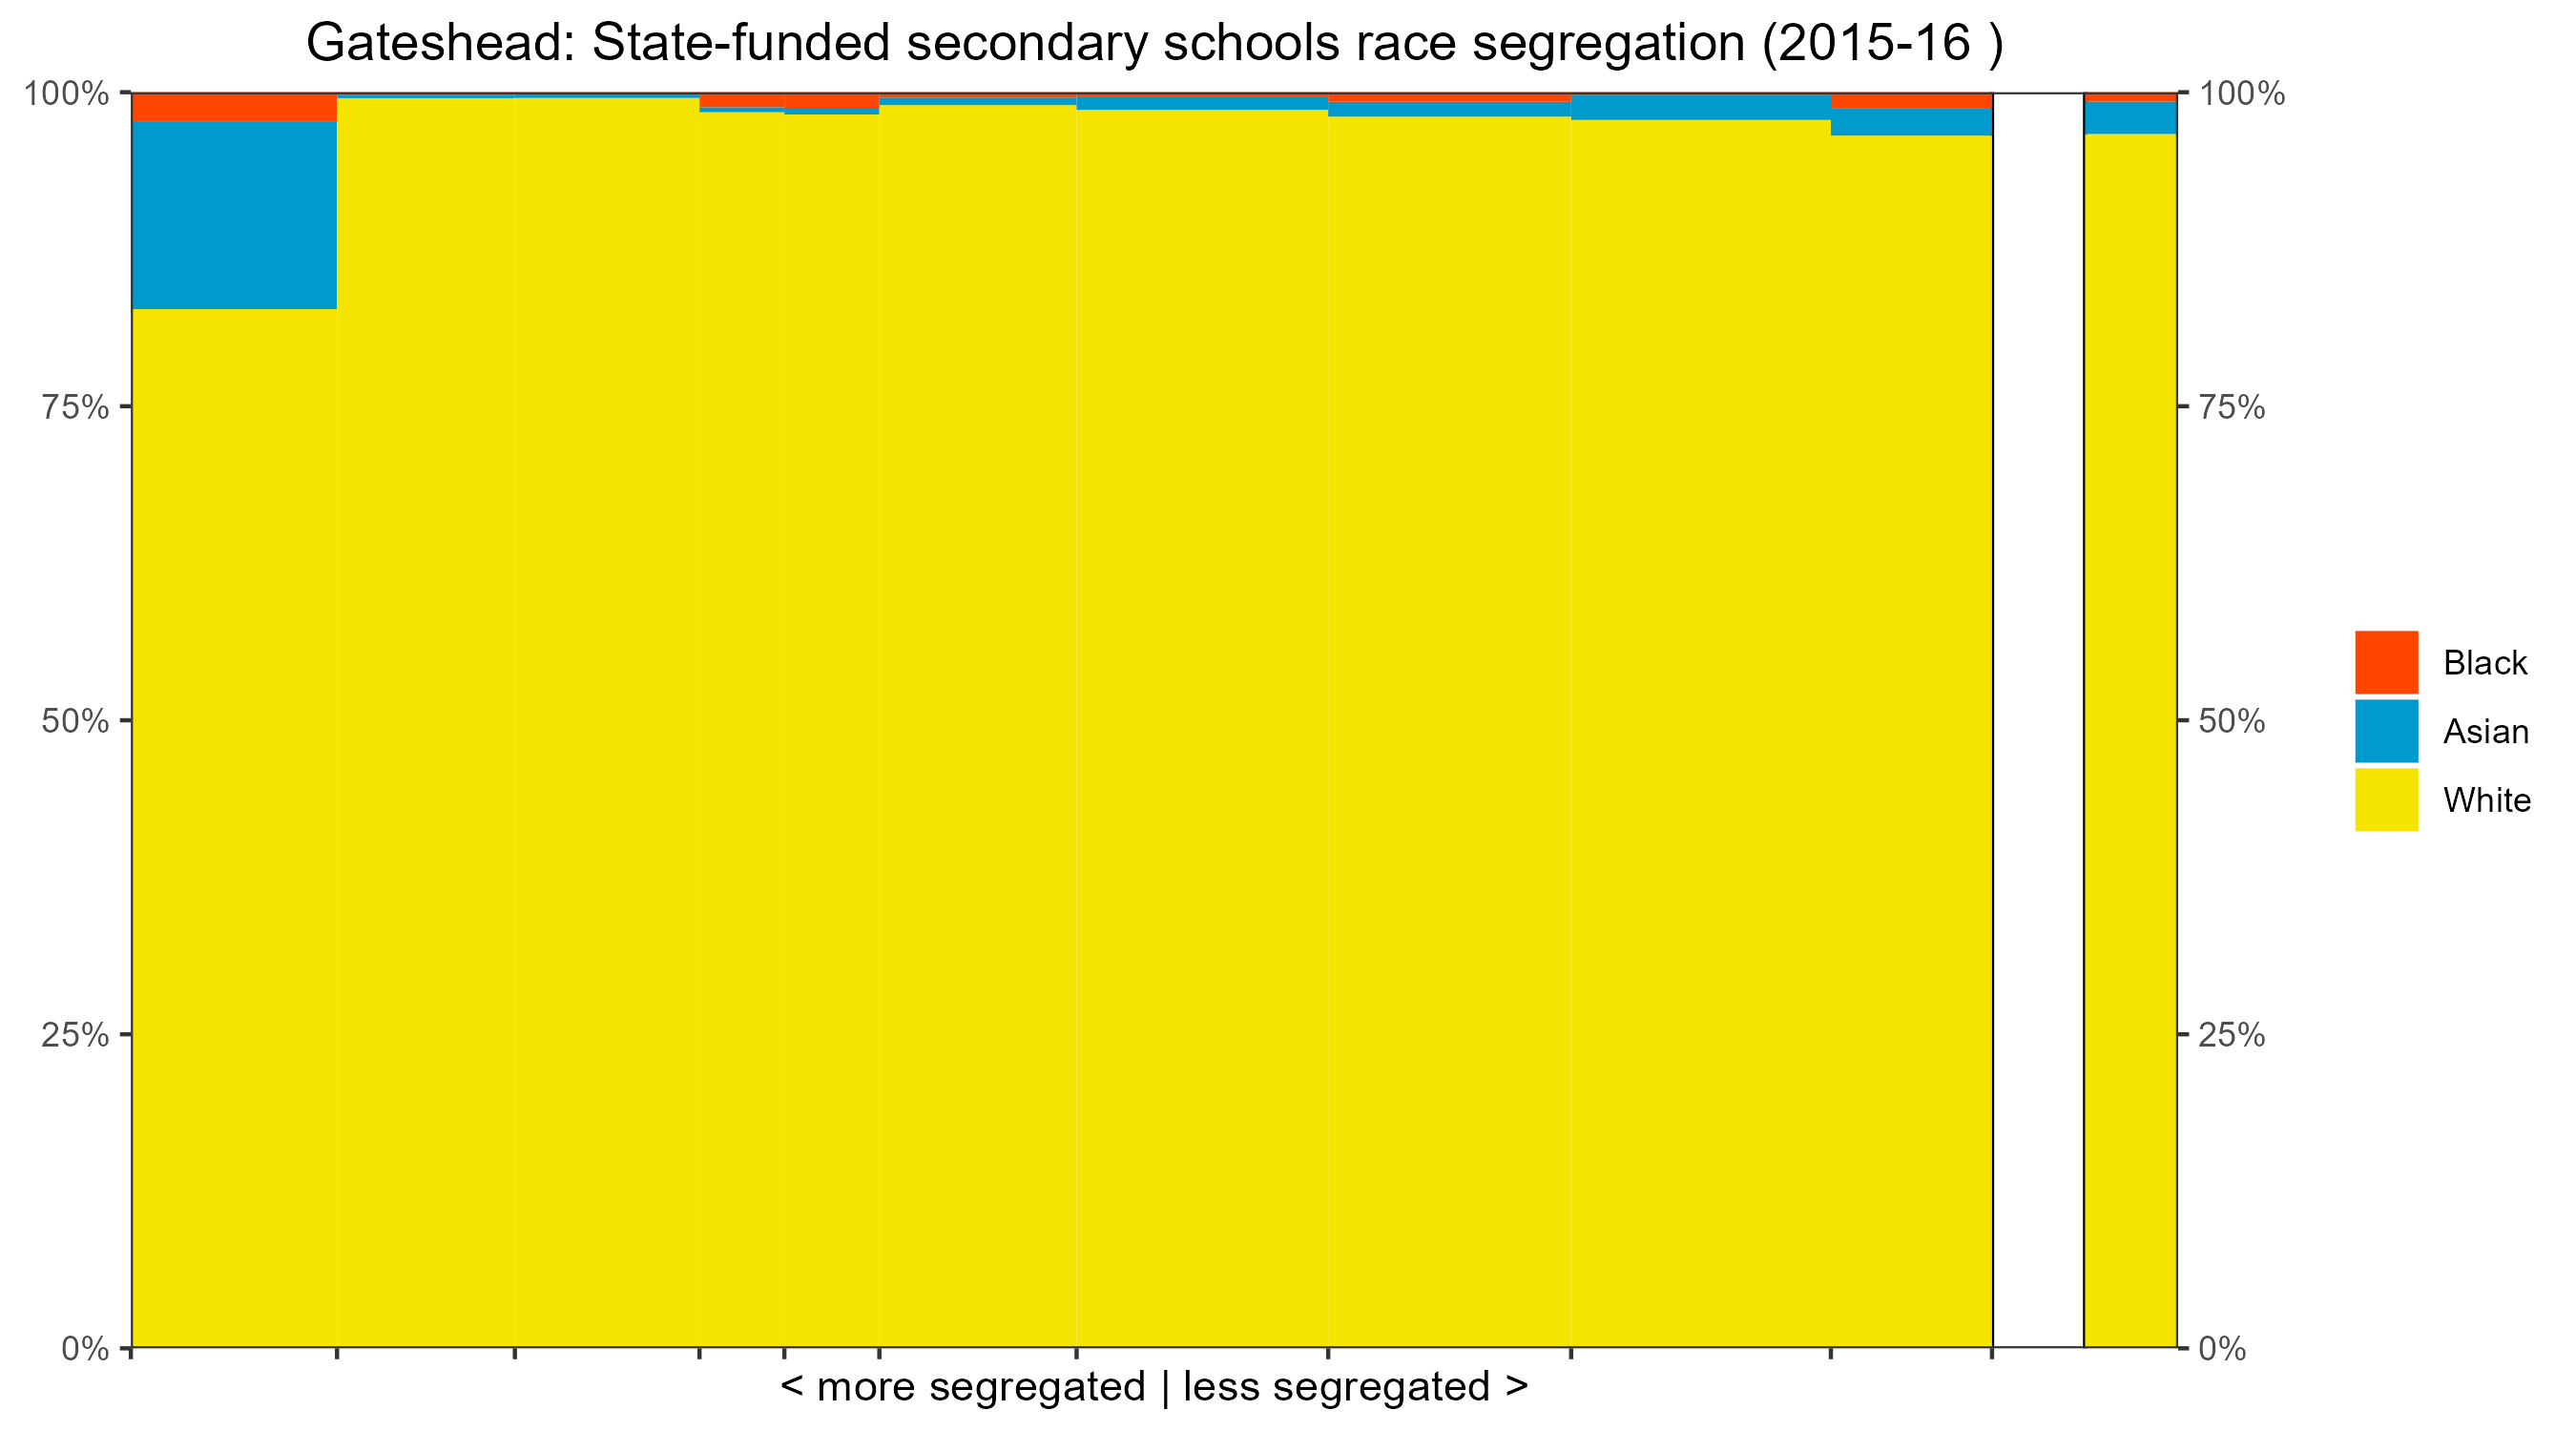 Gateshead: State-funded secondary schools race segregation (2015-16 )
100%
75%
50%
25%
0%
100%
75%
50%
25%
0%
Black
Asian
White
< more segregated | less segregated >